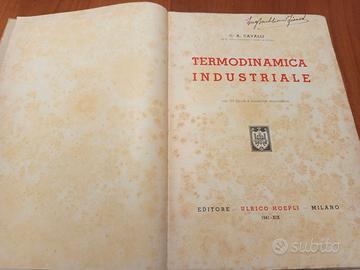 C. A. CAVALLI
TERMODINAMICA
INDUSTRIALE
EDITORE - ULRICO HOEPLI - MILANO
1941-XIX
subito